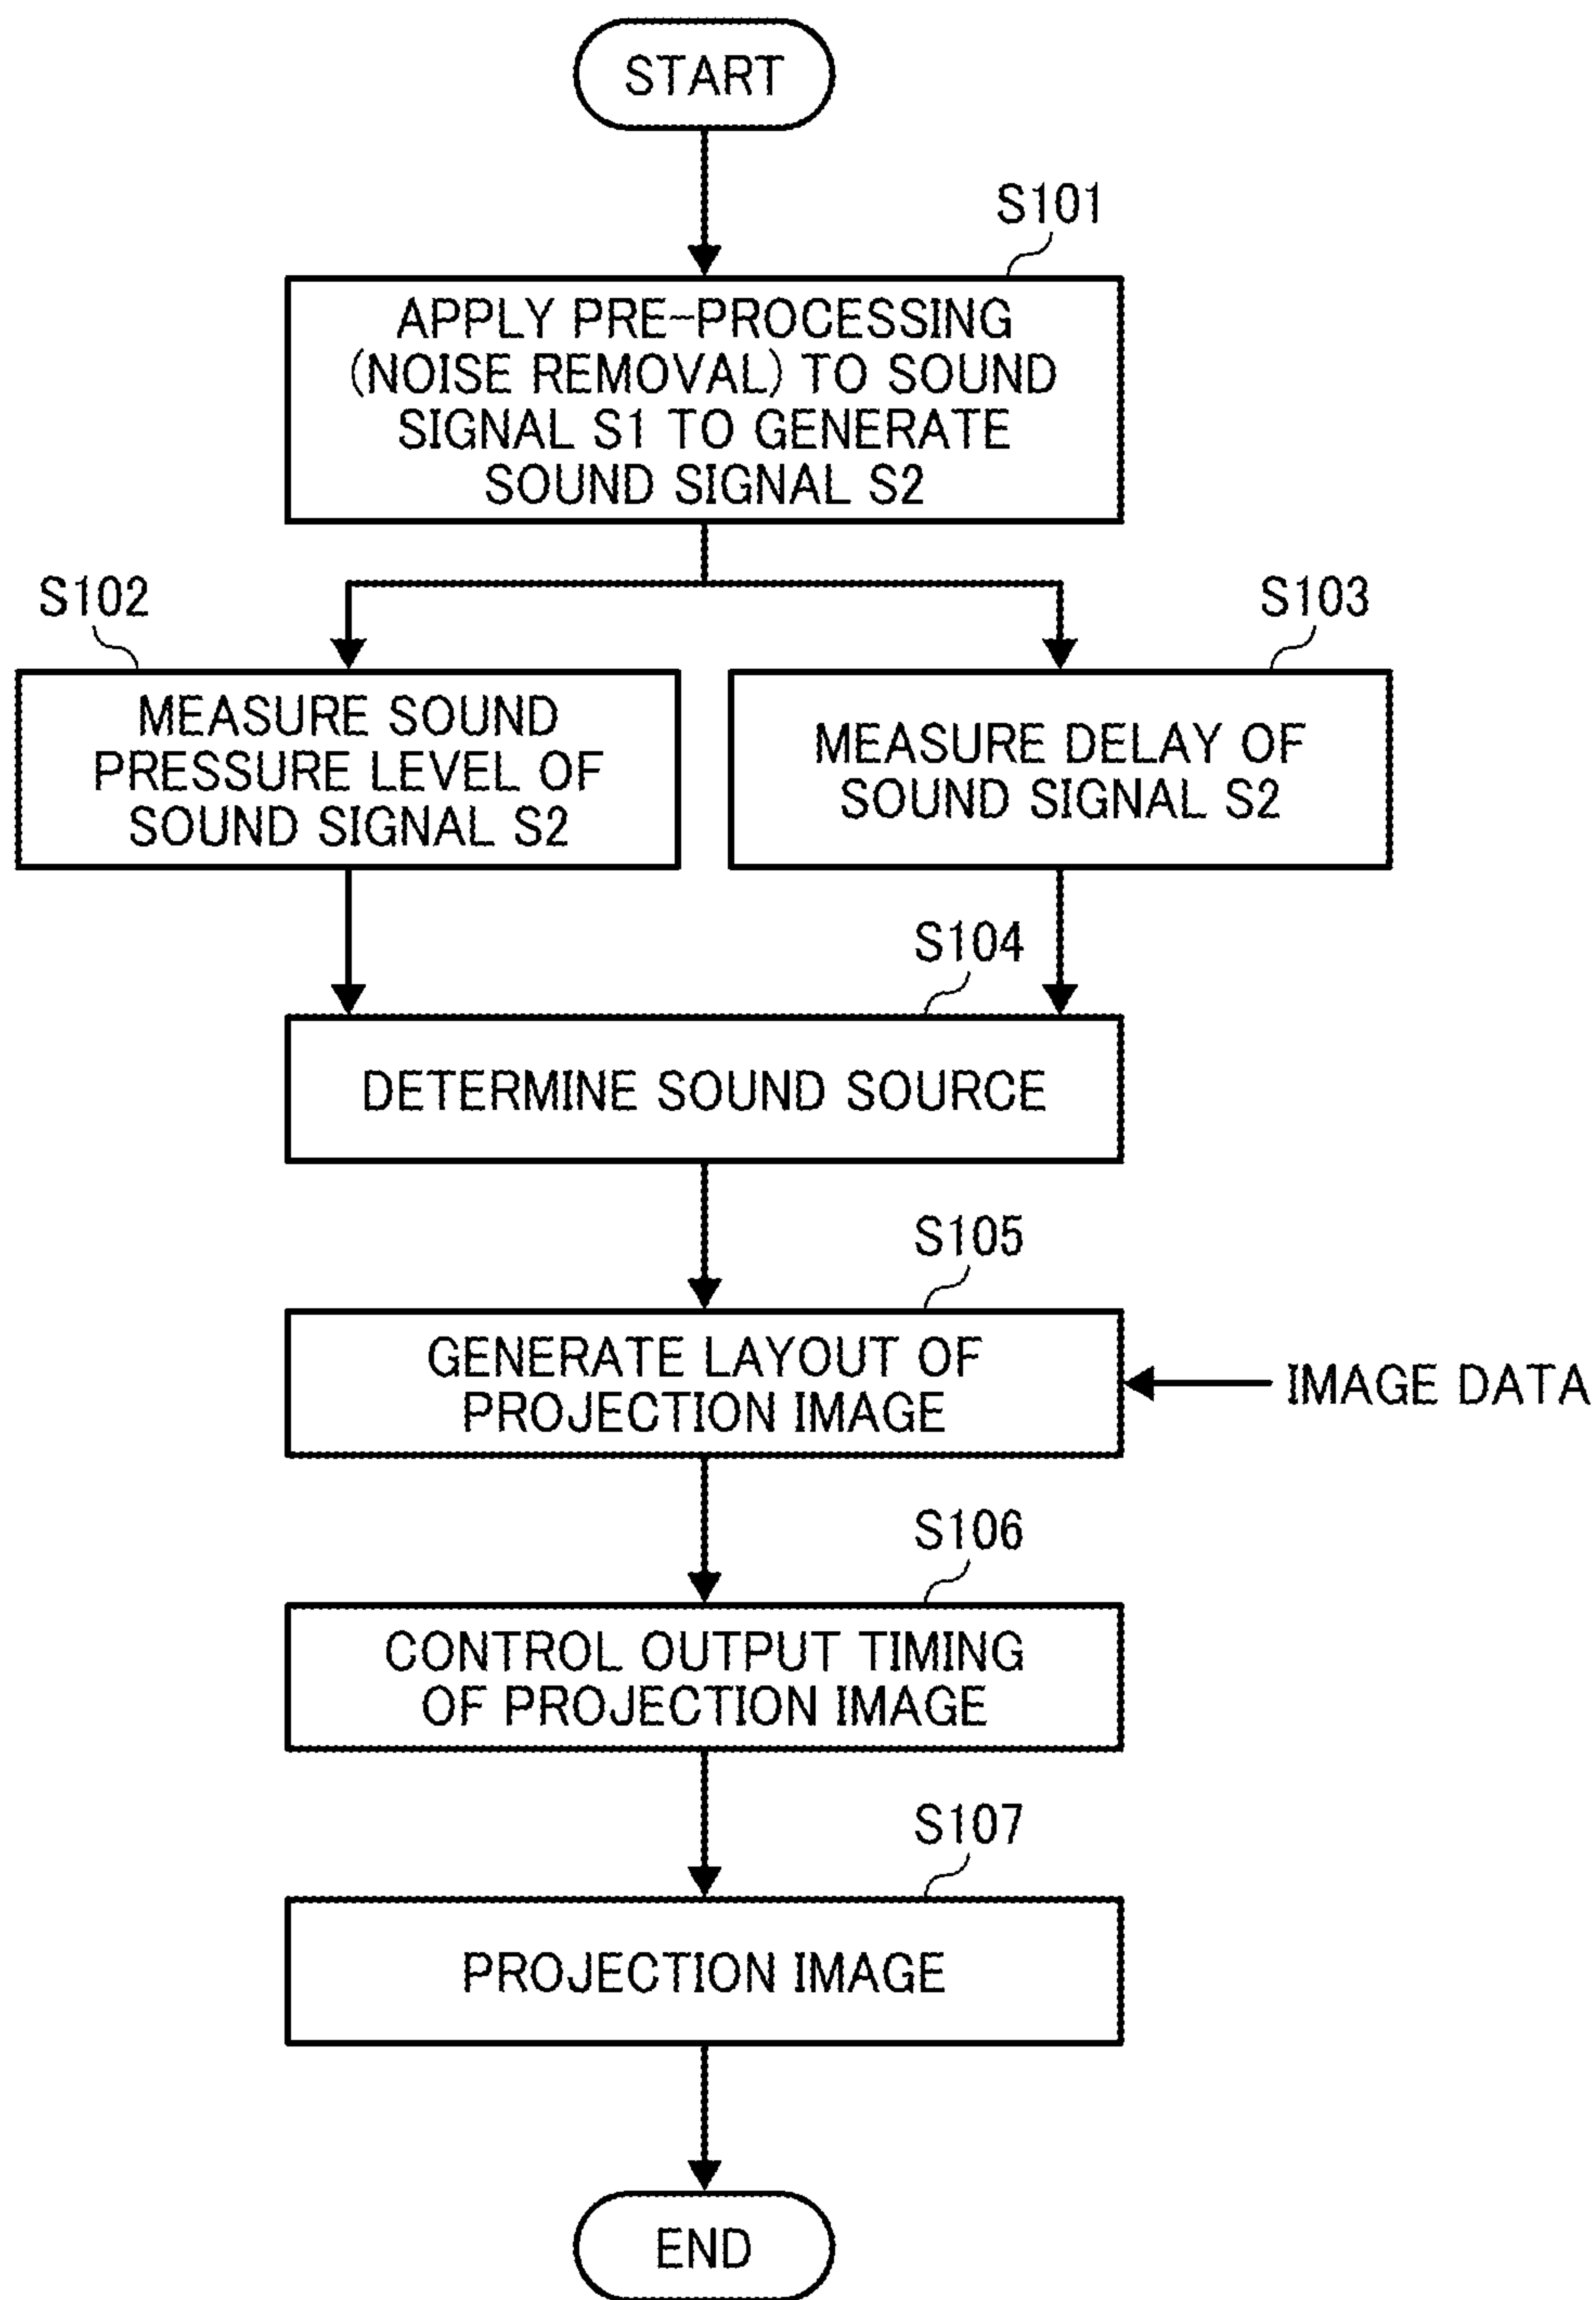 START
S101
APPLY PRE-PROCESSING
(NOISE REMOVAL) TO SOUND
SIGNAL S1 TO GENERATE
SOUND SIGNAL S2
S102
MEASURE SOUND
PRESSURE LEVEL OF
SOUND SIGNAL S2
S103
MEASURE DELAY OF
SOUND SIGNAL S2
S104
DETERMINE SOUND SOURCE
S105
GENERATE LAYOUT OF
PROJECTION IMAGE
IMAGE DATA
S106
CONTROL OUTPUT TIMING
OF PROJECTION IMAGE
S107
PROJECTION IMAGE
END